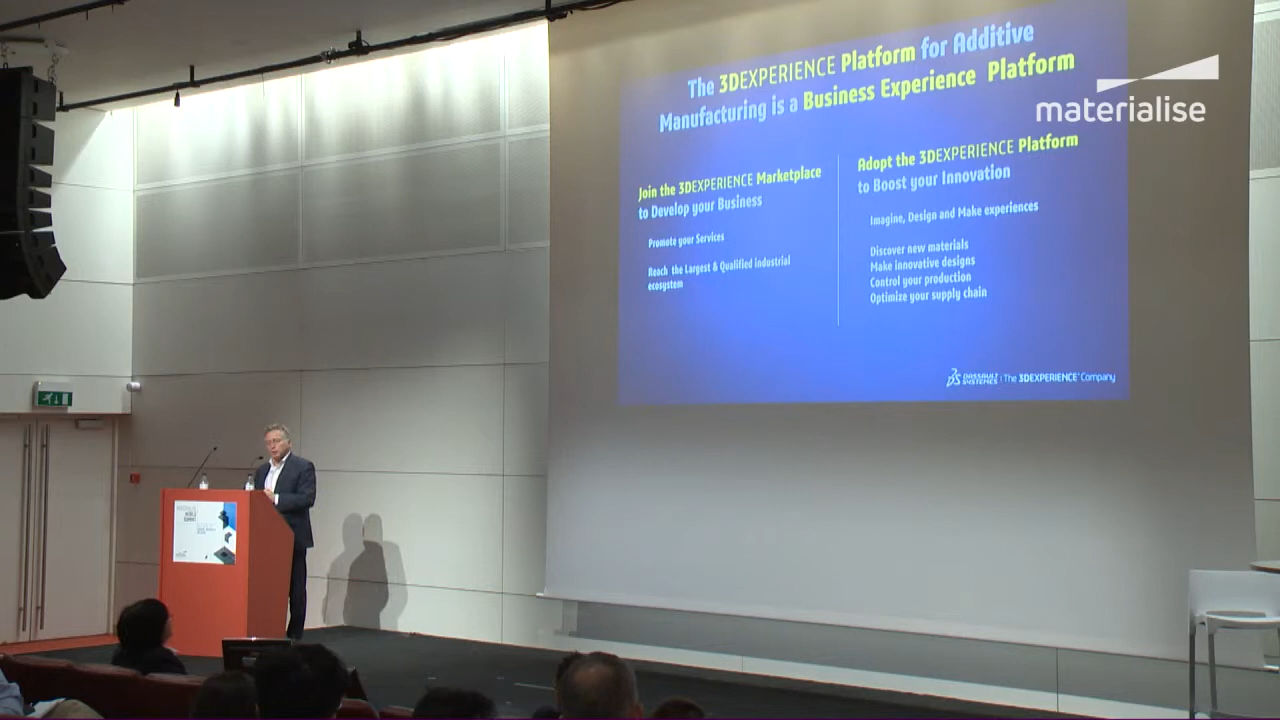 The 3DEXPERIENCE Platform for Additive
Manufacturing is a Business Experience Platform
materialise
Join the 3DEXPERIENCE Marketplace
to Develop your Business
Promote your Services
Reach the Largest & Qualified industrial
ecosystem
Adopt the 3DEXPERIENCE Platform
to Boost your Innovation
Imagine, Design and Make experiences
Discover new materials
Make innovative designs
Control your production
Optimize your supply chain
DASSAULT
SYSTEMES | The 3DEXPERIENCE Company